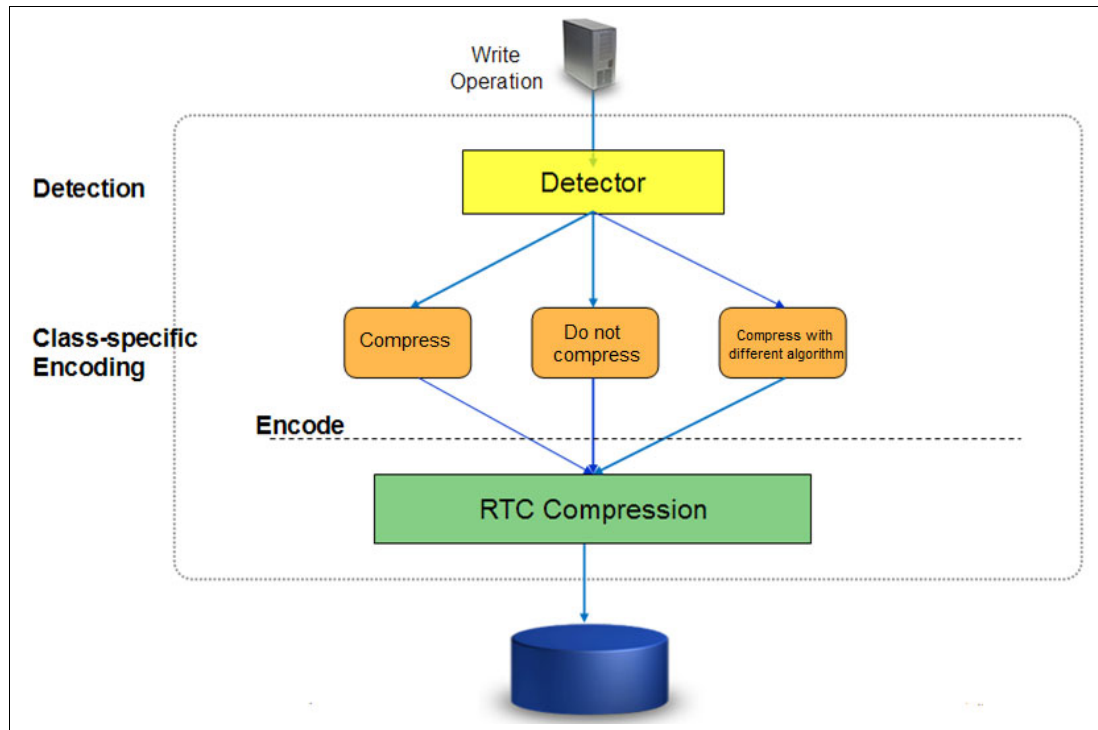 Write
Operation
Detection
Detector
Class-specific
Encoding
Compress
Do not
compress
Compress with
different algorithm
Encode
RTC Compression